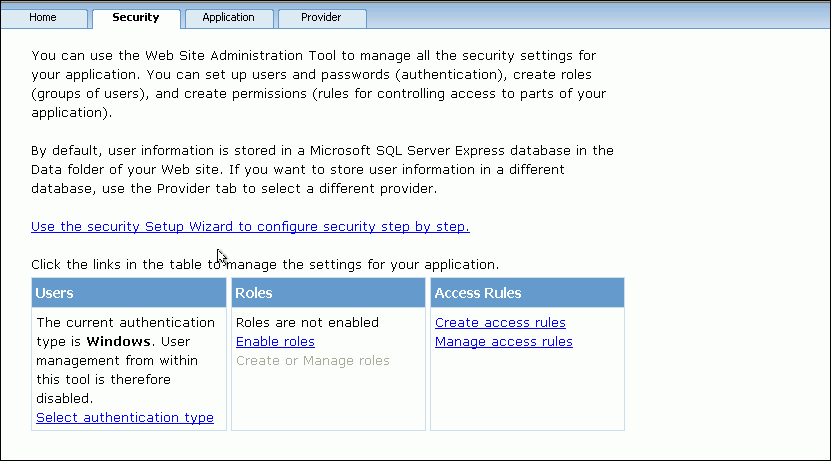 Home Security Application Provider
You can use the Web Site Administration Tool to manage all the security settings for
your application. You can set up users and passwords (authentication), create roles
(groups of users), and create permissions (rules for controlling access to parts of your
application).
By default, user information is stored in a Microsoft SQL Server Express database in the
Data folder of your Web site. If you want to store user information in a different
database, use the Provider tab to select a different provider.
Use the security Setup Wizard to configure security step by step.
Click the links in the table to manage the settings for your application.
Users
The current authentication
type is Windows. User
management from within
this tool is therefore
disabled.
Select authentication type
Roles
Roles are not enabled
Enable roles
Create or Manage roles
Access Rules
Create access rules
Manage access rules